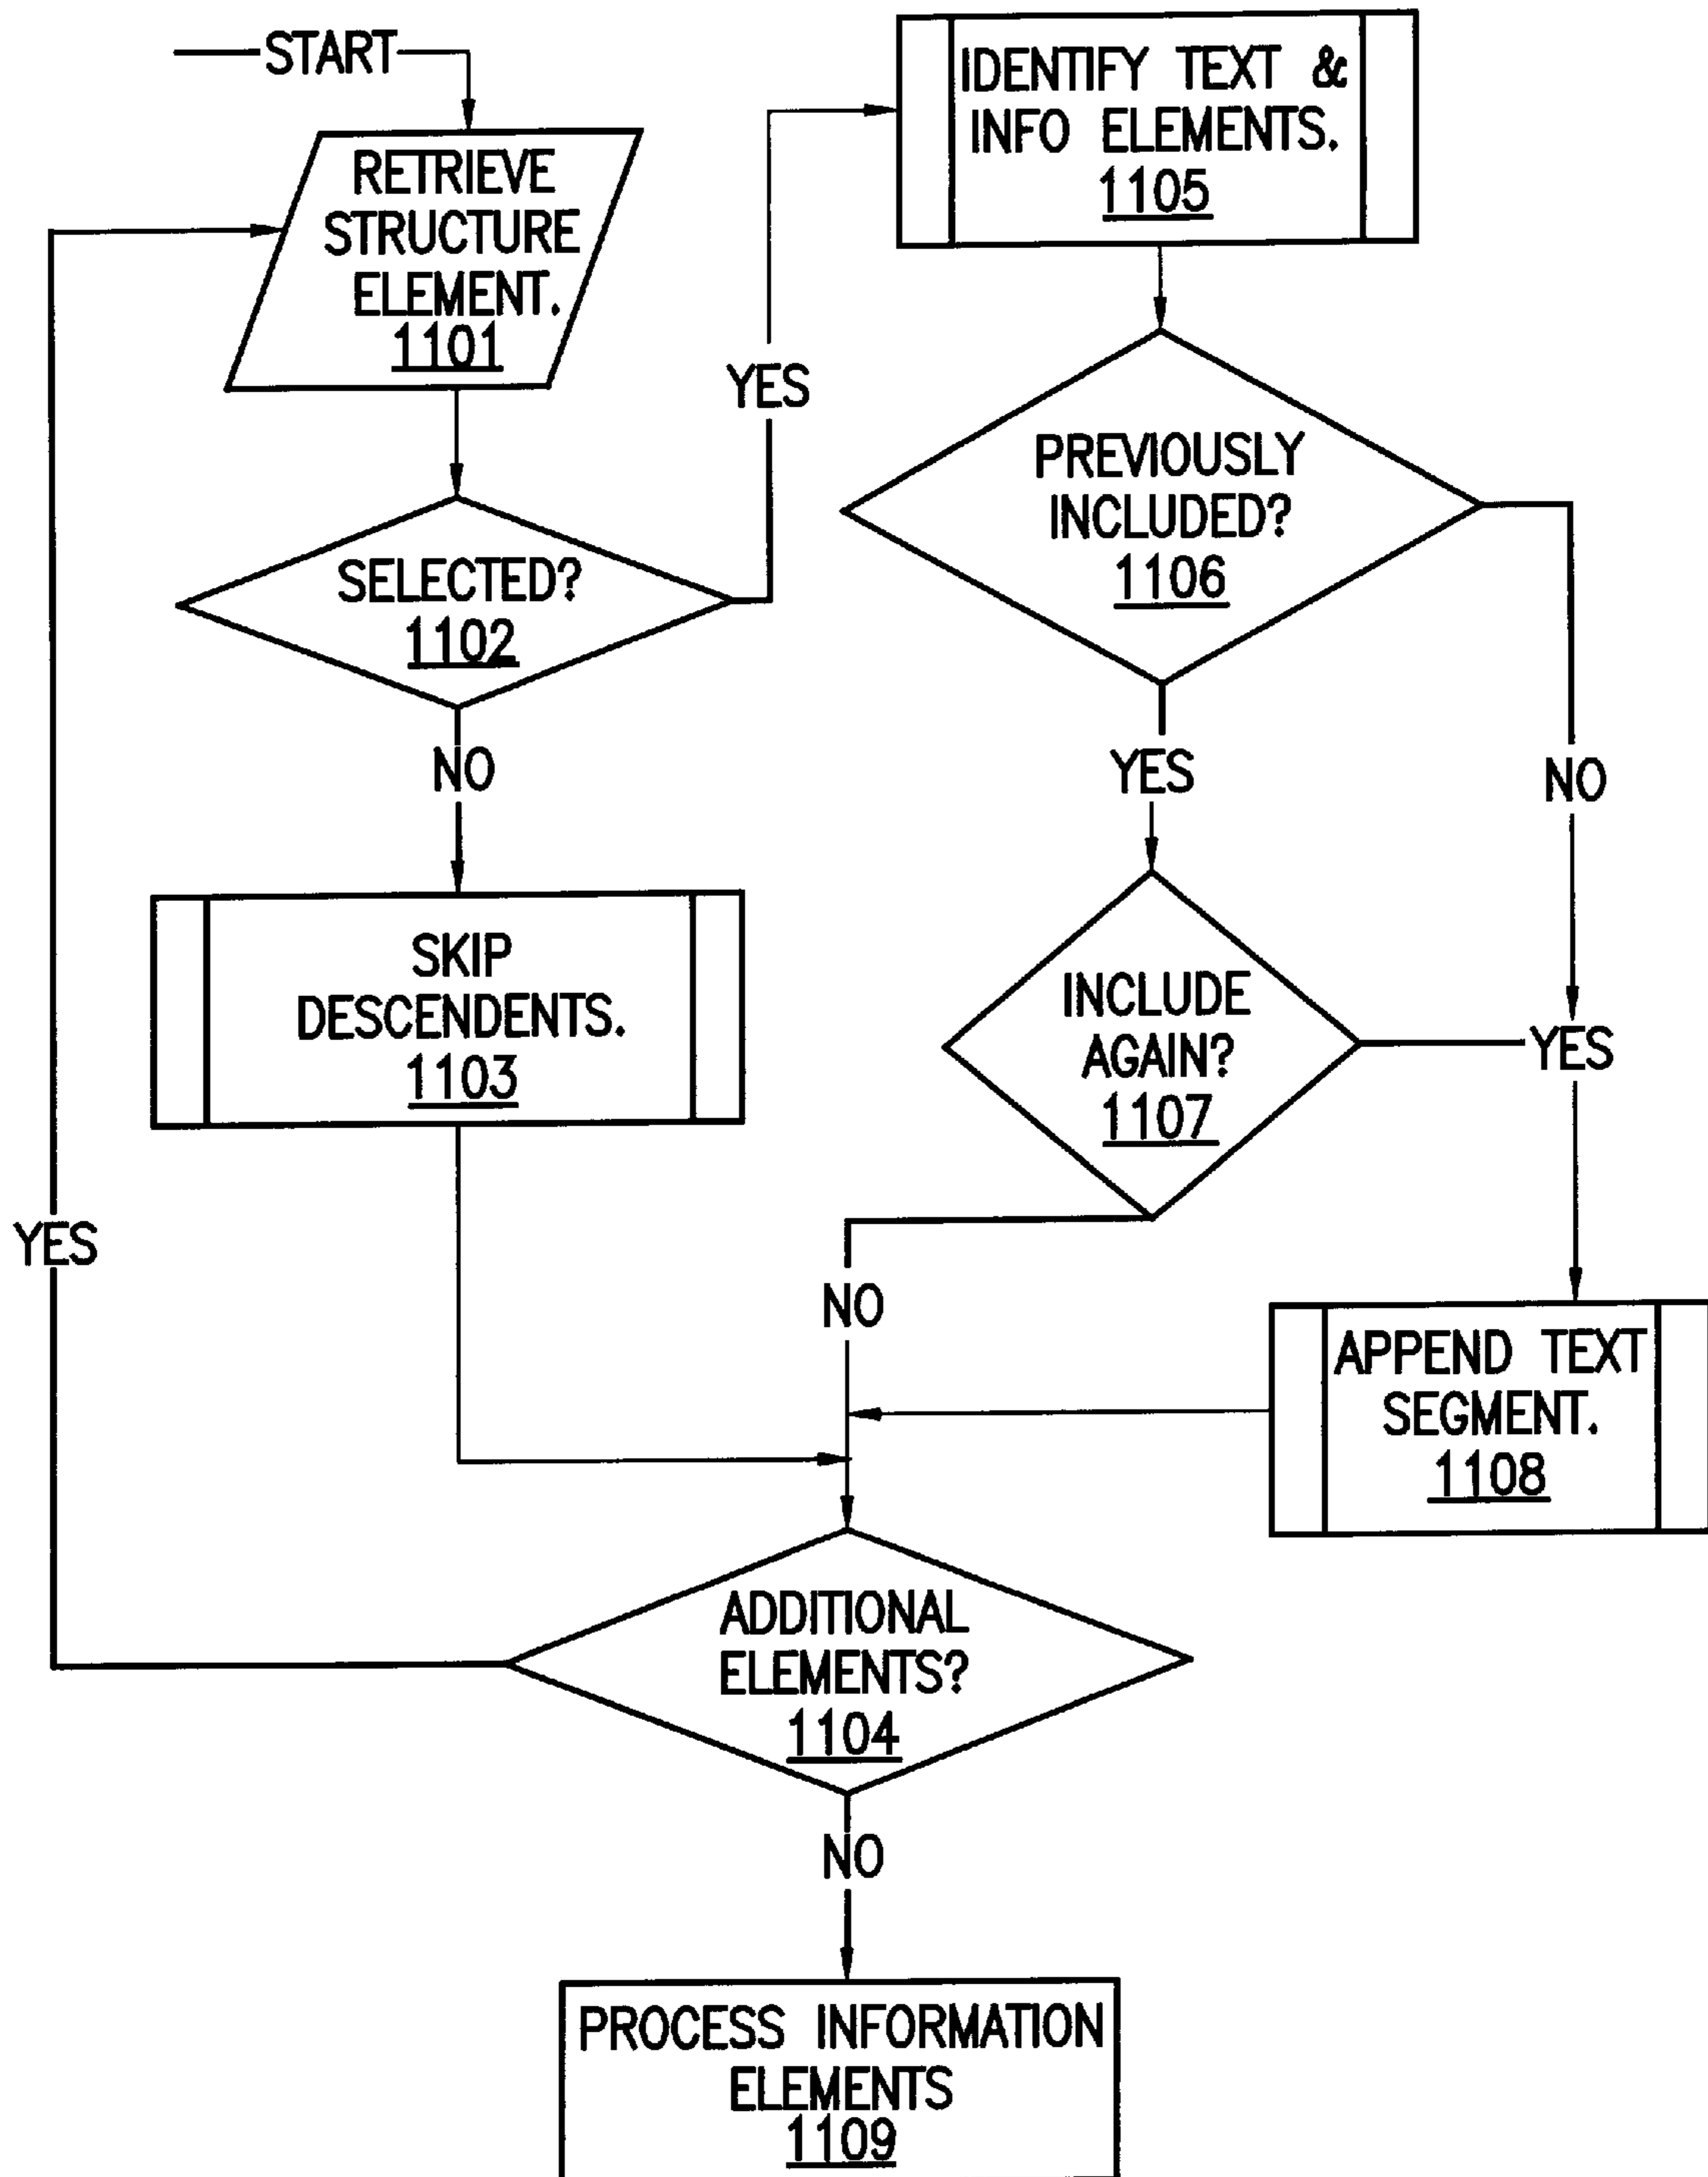 START
RETRIEVE
STRUCTURE
ELEMENT.
1101
SELECTED?
1102
YES
NO
SKIP
DESCENDENTS.
1103
IDENTIFY TEXT &
INFO ELEMENTS.
1105
PREVIOUSLY
INCLUDED?
1106
YES
NO
INCLUDE
AGAIN?
1107
YES
NO
APPEND TEXT
SEGMENT.
1108
ADDITIONAL
ELEMENTS?
1104
YES
NO
PROCESS INFORMATION
ELEMENTS
1109